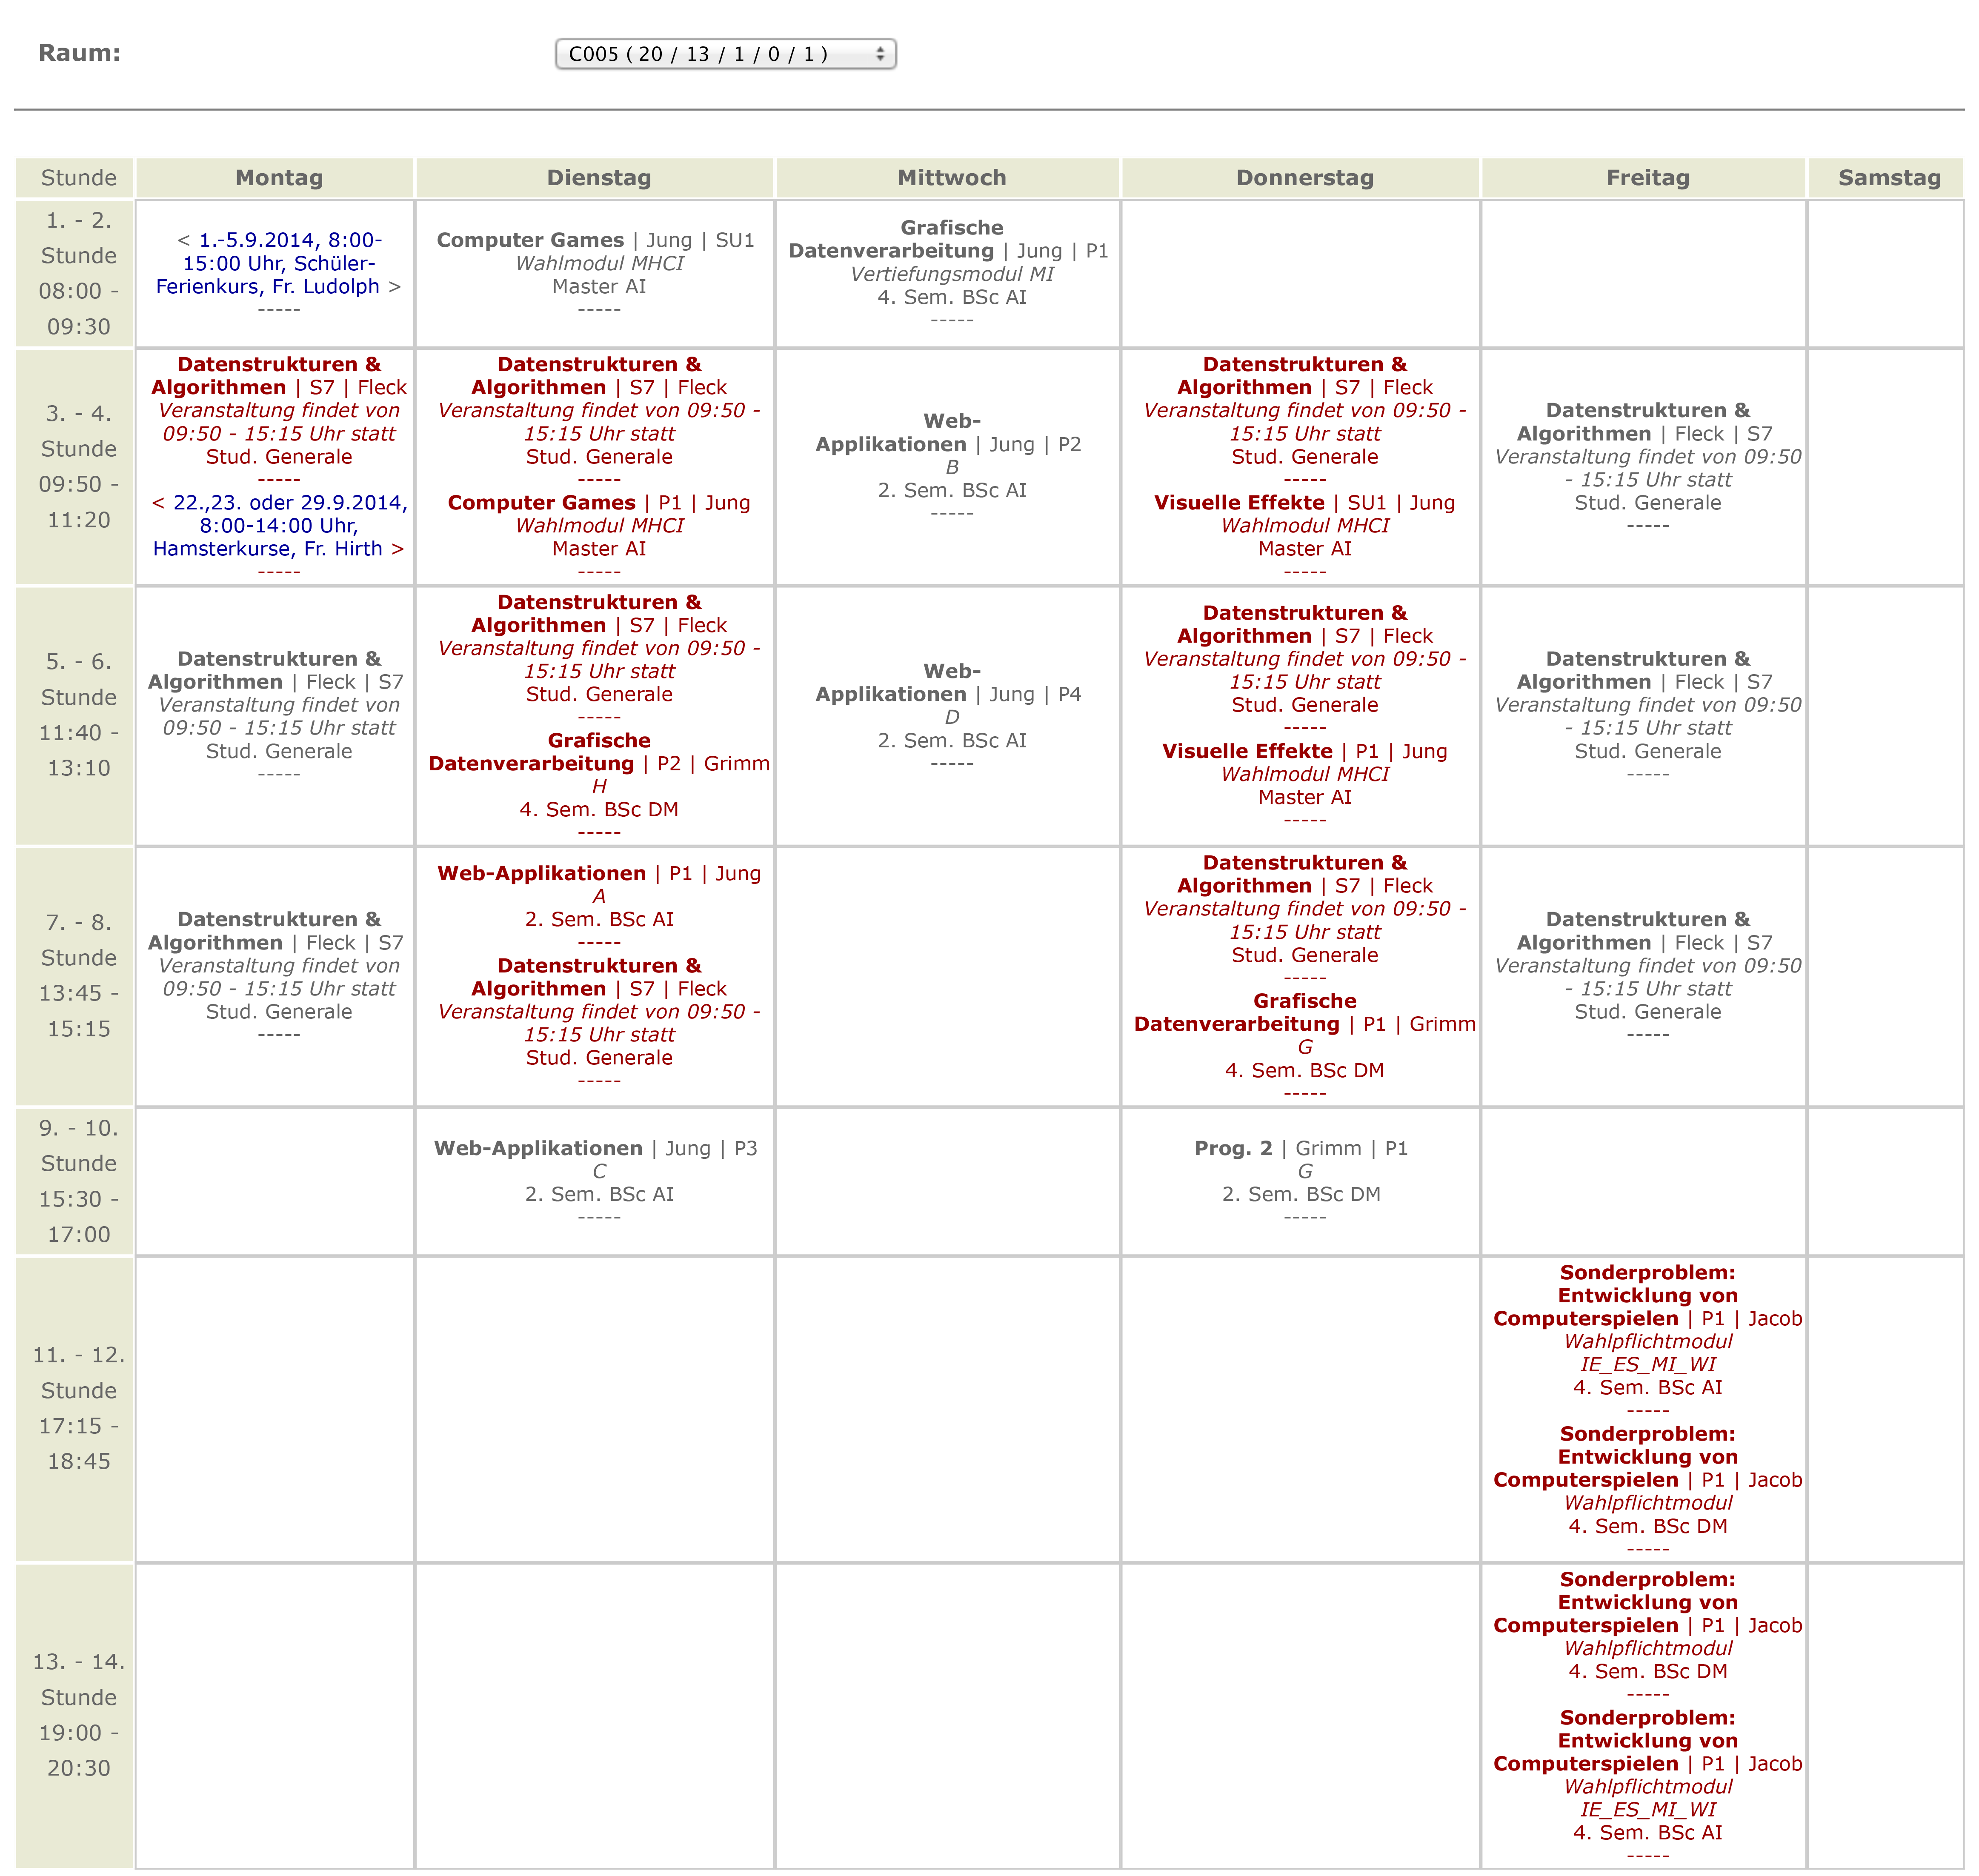 Raum:
C005 ( 20 / 13 / 1 / 0 / 1 )
Stunde
Montag
Dienstag
Mittwoch
Donnerstag
Freitag
Samstag
1. - 2.
Stunde
08:00 -
09:30
< 1.-5.9.2014, 8:00-
15:00 Uhr, Schüler-
Ferienkurs, Fr. Ludolph >
-----
Computer Games | Jung | SU1
Wahlmodul MHCI
Master AI
-----
Grafische
Datenverarbeitung | Jung | P1
Vertiefungsmodul MI
4. Sem. BSc AI
-----
3. - 4.
Stunde
09:50 -
11:20
Datenstrukturen &
Algorithmen | S7 | Fleck
Veranstaltung findet von
09:50 - 15:15 Uhr statt
Stud. Generale
-----
< 22.,23. oder 29.9.2014,
8:00-14:00 Uhr,
Hamsterkurse, Fr. Hirth >
-----
Datenstrukturen &
Algorithmen | S7 | Fleck
Veranstaltung findet von 09:50 -
15:15 Uhr statt
Stud. Generale
-----
Computer Games | P1 | Jung
Wahlmodul MHCI
Master AI
-----
Web-
Applikationen | Jung | P2
B
2. Sem. BSc AI
-----
Datenstrukturen &
Algorithmen | S7 | Fleck
Veranstaltung findet von 09:50 -
15:15 Uhr statt
Stud. Generale
-----
Visuelle Effekte | SU1 | Jung
Wahlmodul MHCI
Master AI
-----
Datenstrukturen &
Algorithmen | Fleck | S7
Veranstaltung findet von 09:50
- 15:15 Uhr statt
Stud. Generale
-----
5. - 6.
Stunde
11:40 -
13:10
Datenstrukturen &
Algorithmen | Fleck | S7
Veranstaltung findet von
09:50 - 15:15 Uhr statt
Stud. Generale
-----
Datenstrukturen &
Algorithmen | S7 | Fleck
Veranstaltung findet von 09:50 -
15:15 Uhr statt
Stud. Generale
-----
Grafische
Datenverarbeitung | P2 | Grimm
H
4. Sem. BSc DM
-----
Web-
Applikationen | Jung | P4
D
2. Sem. BSc AI
-----
Datenstrukturen &
Algorithmen | S7 | Fleck
Veranstaltung findet von 09:50 -
15:15 Uhr statt
Stud. Generale
-----
Visuelle Effekte | P1 | Jung
Wahlmodul MHCI
Master AI
-----
Datenstrukturen &
Algorithmen | Fleck | S7
Veranstaltung findet von 09:50
- 15:15 Uhr statt
Stud. Generale
-----
7. - 8.
Stunde
13:45 -
15:15
Datenstrukturen &
Algorithmen | Fleck | S7
Veranstaltung findet von
09:50 - 15:15 Uhr statt
Stud. Generale
-----
Web-Applikationen | P1 | Jung
A
2. Sem. BSc AI
-----
Datenstrukturen &
Algorithmen | S7 | Fleck
Veranstaltung findet von 09:50 -
15:15 Uhr statt
Stud. Generale
-----
Datenstrukturen &
Algorithmen | S7 | Fleck
Veranstaltung findet von 09:50 -
15:15 Uhr statt
Stud. Generale
-----
Grafische
Datenverarbeitung | P1 | Grimm
G
4. Sem. BSc DM
-----
Datenstrukturen &
Algorithmen | Fleck | S7
Veranstaltung findet von 09:50
- 15:15 Uhr statt
Stud. Generale
-----
9. - 10.
Stunde
15:30 -
17:00
Web-Applikationen | Jung | P3
C
2. Sem. BSc AI
-----
Prog. 2 | Grimm | P1
G
2. Sem. BSc DM
-----
11. - 12.
Stunde
17:15 -
18:45
Sonderproblem:
Entwicklung von
Computerspielen | P1 | Jacob
Wahlpflichtmodul
IE_ES_MI_WI
4. Sem. BSc AI
-----
Sonderproblem:
Entwicklung von
Computerspielen | P1 | Jacob
Wahlpflichtmodul
4. Sem. BSc DM
-----
13. - 14.
Stunde
19:00 -
20:30
Sonderproblem:
Entwicklung von
Computerspielen | P1 | Jacob
Wahlpflichtmodul
4. Sem. BSc DM
-----
Sonderproblem:
Entwicklung von
Computerspielen | P1 | Jacob
Wahlpflichtmodul
IE_ES_MI_WI
4. Sem. BSc AI
-----